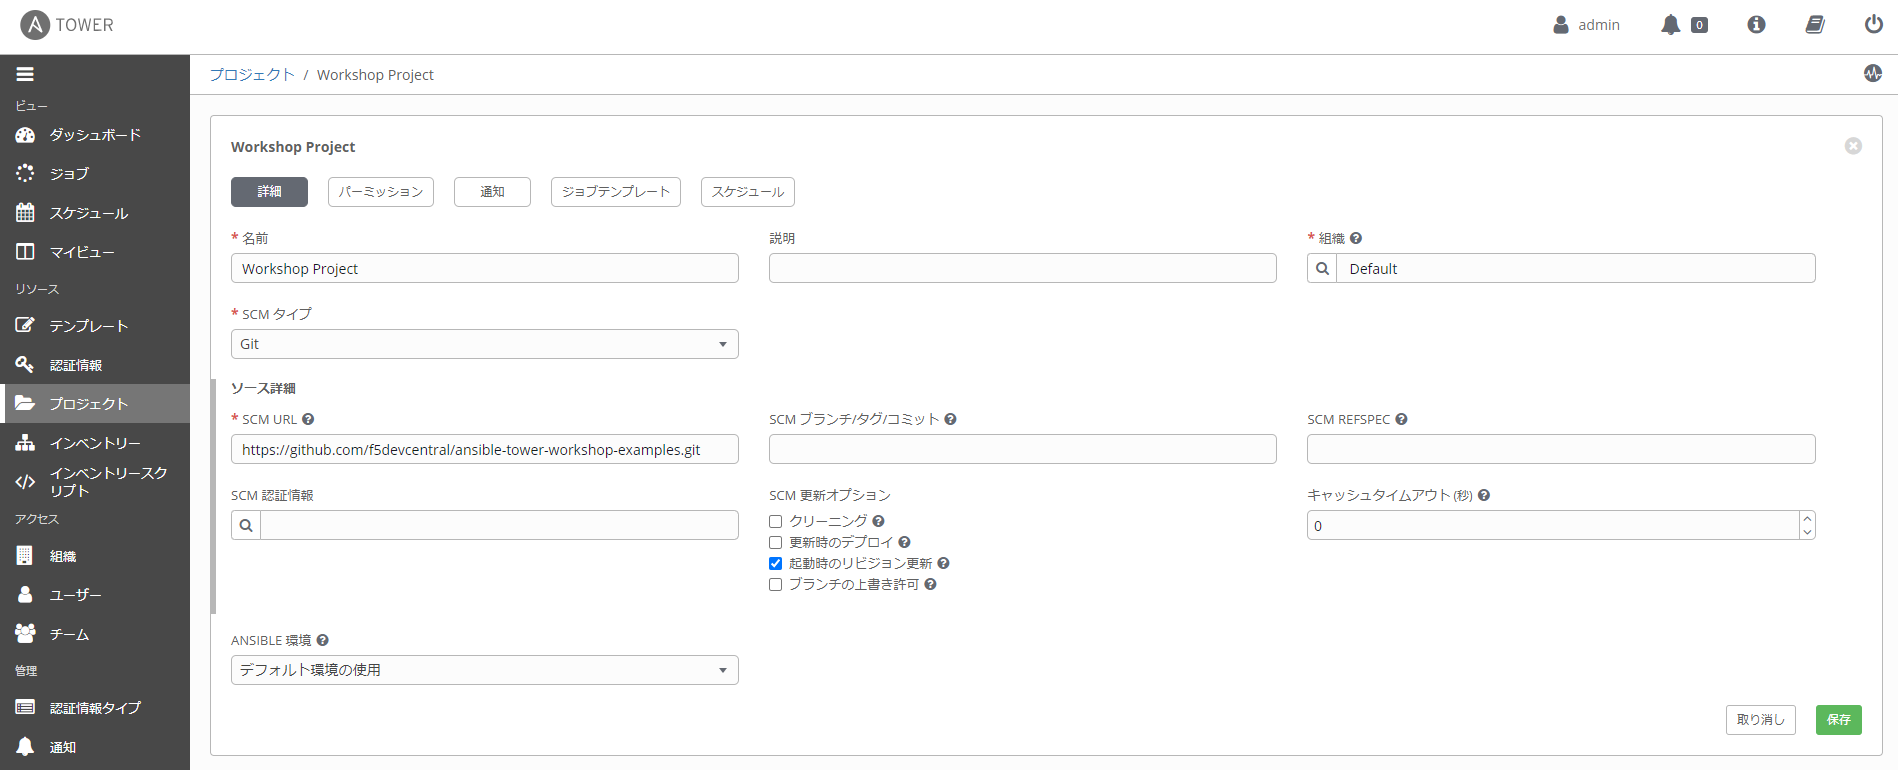 TOWER
admin
0
プロジェクト / Workshop Project
ビュー
ダッシュボード
ジョブ
スケジュール
マイビュー
リソース
テンプレート
認証情報
プロジェクト
インベントリー
インベントリースク
リプト
アクセス
組織
ユーザー
チーム
管理
認証情報タイプ
通知
Workshop Project
詳細 パーミッション 通知 ジョブテンプレート スケジュール
* 名前
Workshop Project
説明
* 組織
Default
* SCM タイプ
Git
ソース詳細
* SCM URL
https://github.com/f5devcentral/ansible-tower-workshop-examples.git
SCM ブランチ/タグ/コミット
SCM REFSPEC
SCM 認証情報
SCM 更新オプション
クリーニング
更新時のデプロイ
起動時のリビジョン更新
ブランチの上書き許可
キャッシュタイムアウト (秒)
0
ANSIBLE 環境
デフォルト環境の使用
取り消し 保存